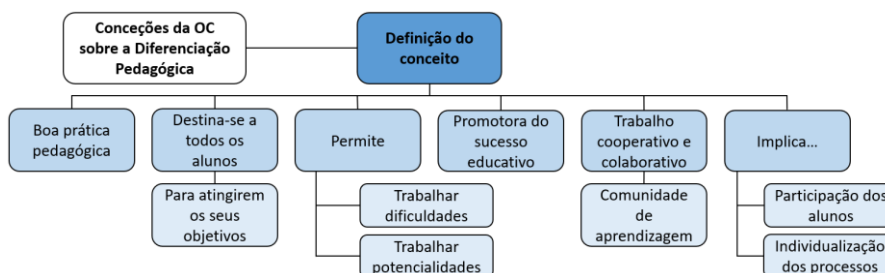 Conceções da OC
sobre a Diferenciação
Pedagógica
Definição do
conceito
Boa prática
pedagógica
Destina-se a
todos os
alunos
Permite
Promotora do
sucesso
educativo
Trabalho
cooperativo e
colaborativo
Implica...
Para atingirem
os seus
objetivos
Trabalhar
dificuldades
Trabalhar
potencialidades
Comunidade
de
aprendizagem
Participação dos
alunos
Individualização
dos processos